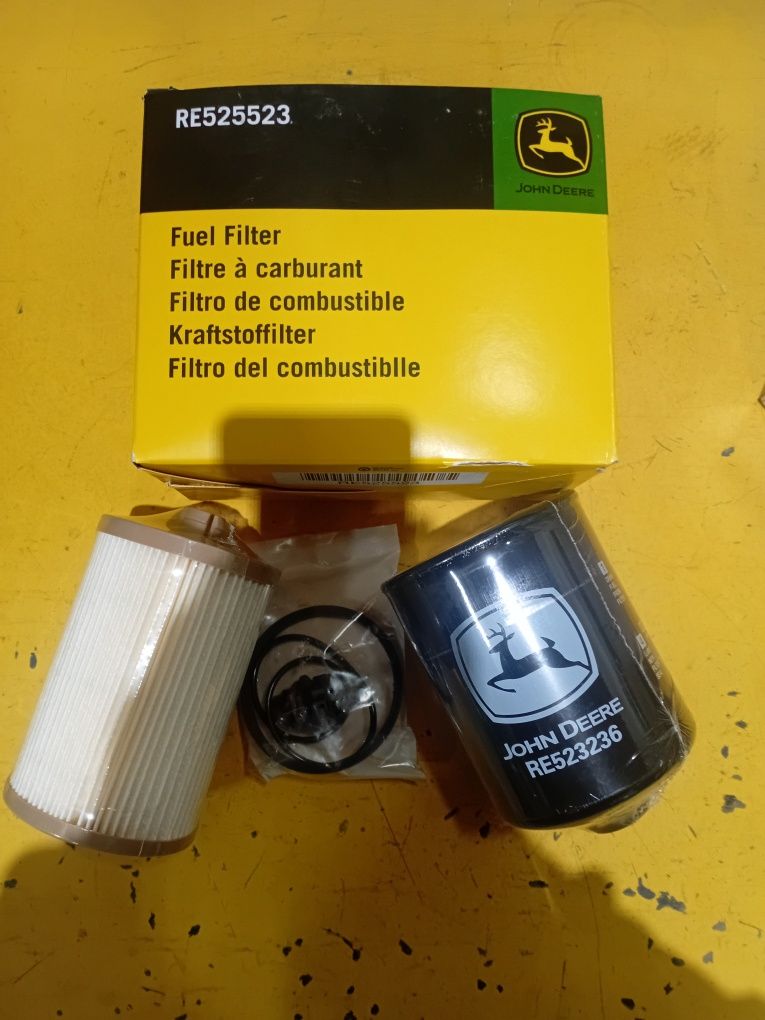 RE525523
JOHN DEERE
Fuel Filter
Filtre à carburant
Filtro de combustible
Kraftstoffilter
Filtro del combustiblle
JOHN DEERE
RE523236